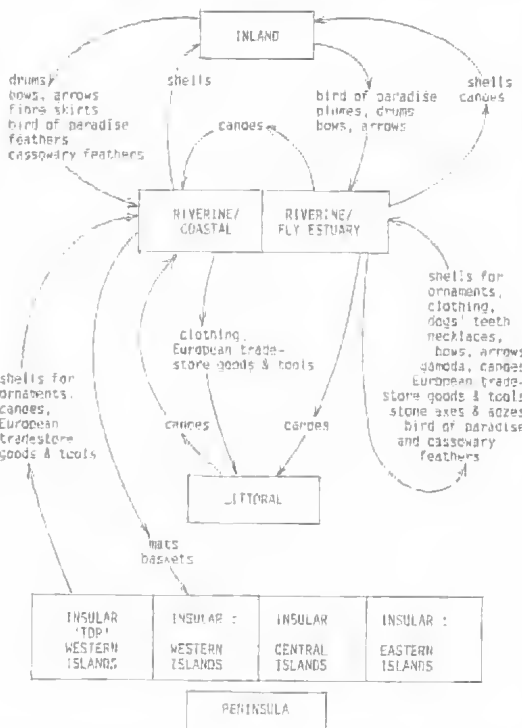 INLAND
drums
bows, arrows
fibre skirts
bird of paradise
feathers
cassowary feathers
shells
bird of paradise
plumes, drums
bows, arrows
shells
canoes
canoes
RIVERINE/
COASTAL
RIVERINE/
FLY ESTUARY
shells for
ornaments,
clothing,
dogs' teeth
necklaces,
bows, arrows
gamoda, canoes
European trade-
store goods & tools
stone axes & adzes
bird of paradise
and cassowary
feathers
clothing,
European trade-
store goods & tools
shells for
ornaments,
canoes,
European
tradestore
goods & tools
canoes
canoes
LITTORAL
mats
baskets
INSULAR
'TOP'
WESTERN
ISLANDS
INSULAR :
WESTERN
ISLANDS
INSULAR
CENTRAL
ISLANDS
INSULAR :
EASTERN
ISLANDS
PENINSULA